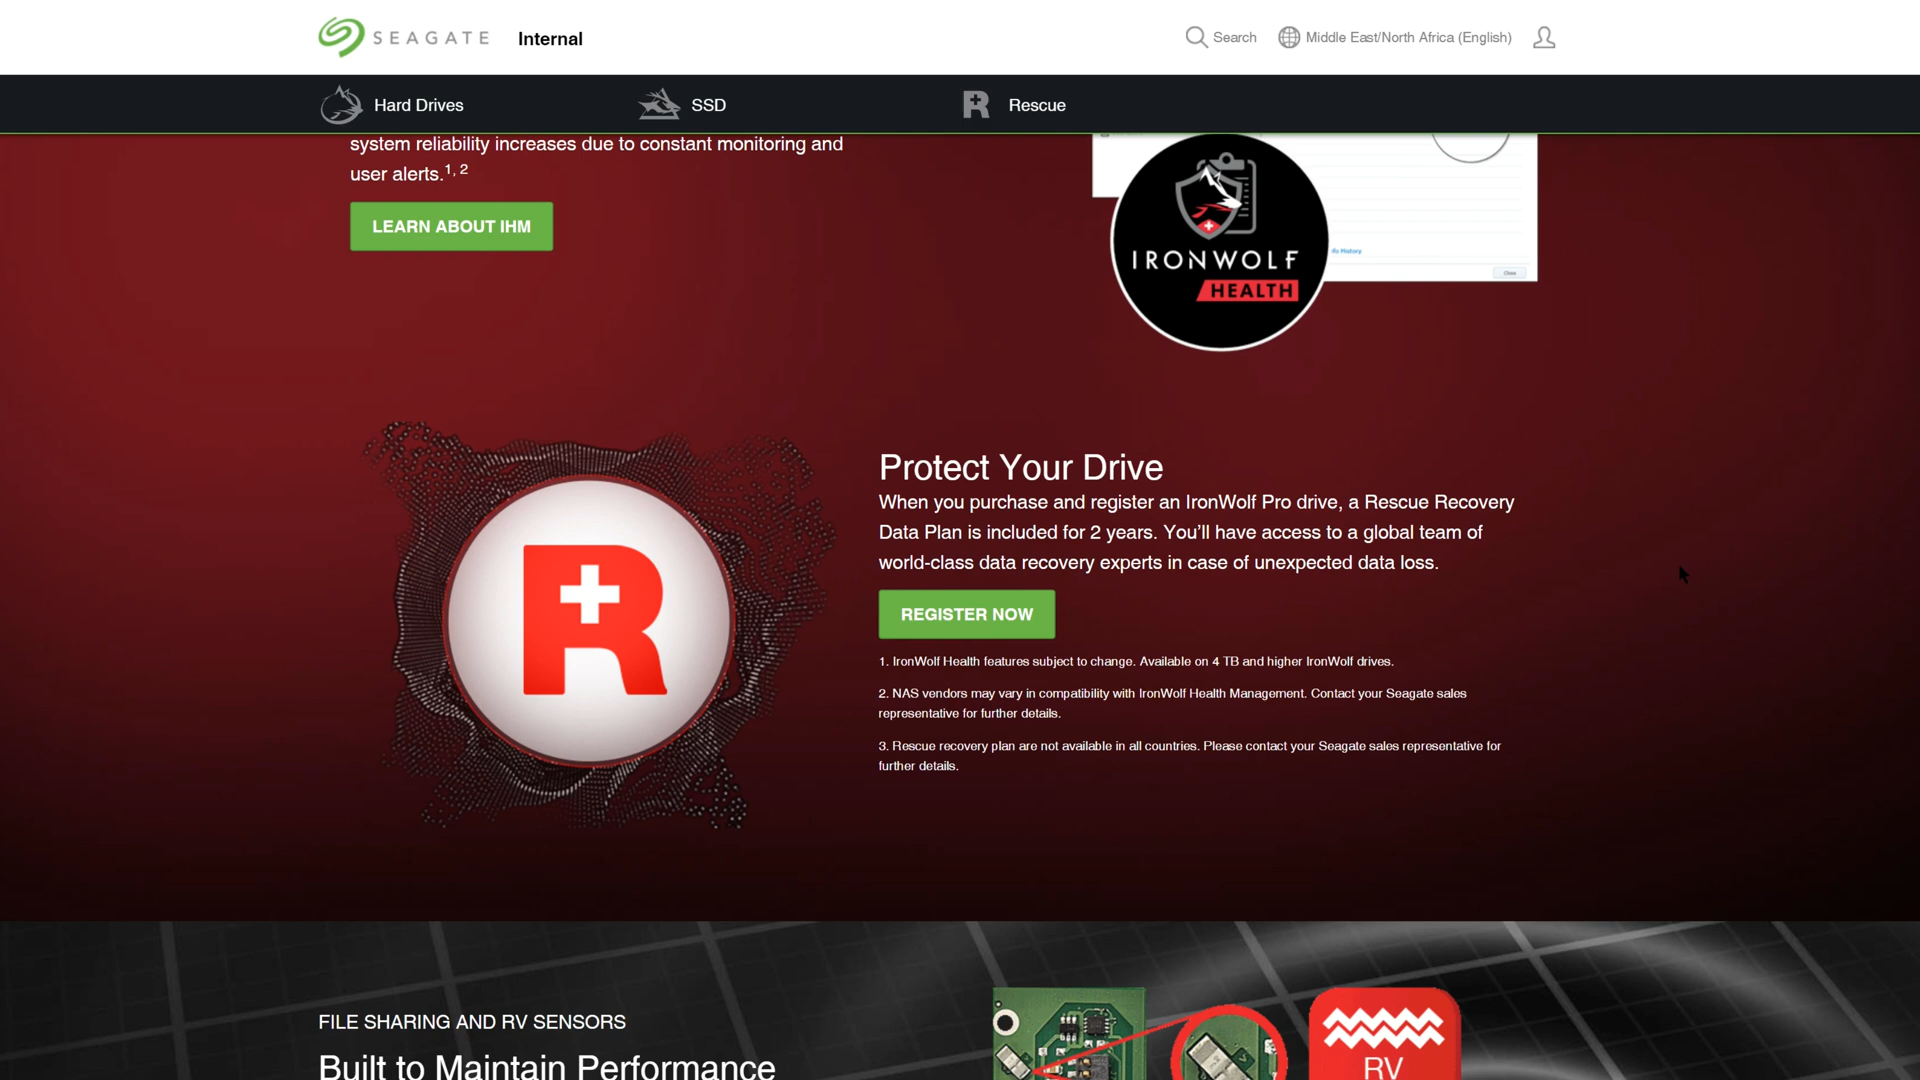 SEAGATE Internal
Search Middle East/North Africa (English)
Hard Drives SSD Rescue
system reliability increases due to constant monitoring and
user alerts.1, 2
LEARN ABOUT IHM
IRONWOLF
HEALTH
Close
Protect Your Drive
When you purchase and register an IronWolf Pro drive, a Rescue Recovery
Data Plan is included for 2 years. You’ll have access to a global team of
world-class data recovery experts in case of unexpected data loss.
R
REGISTER NOW
1. IronWolf Health features subject to change. Available on 4 TB and higher IronWolf drives.
2. NAS vendors may vary in compatibility with IronWolf Health Management. Contact your Seagate sales
representative for further details.
3. Rescue recovery plan are not available in all countries. Please contact your Seagate sales representative for
further details.
FILE SHARING AND RV SENSORS
Built to Maintain Performance
RV